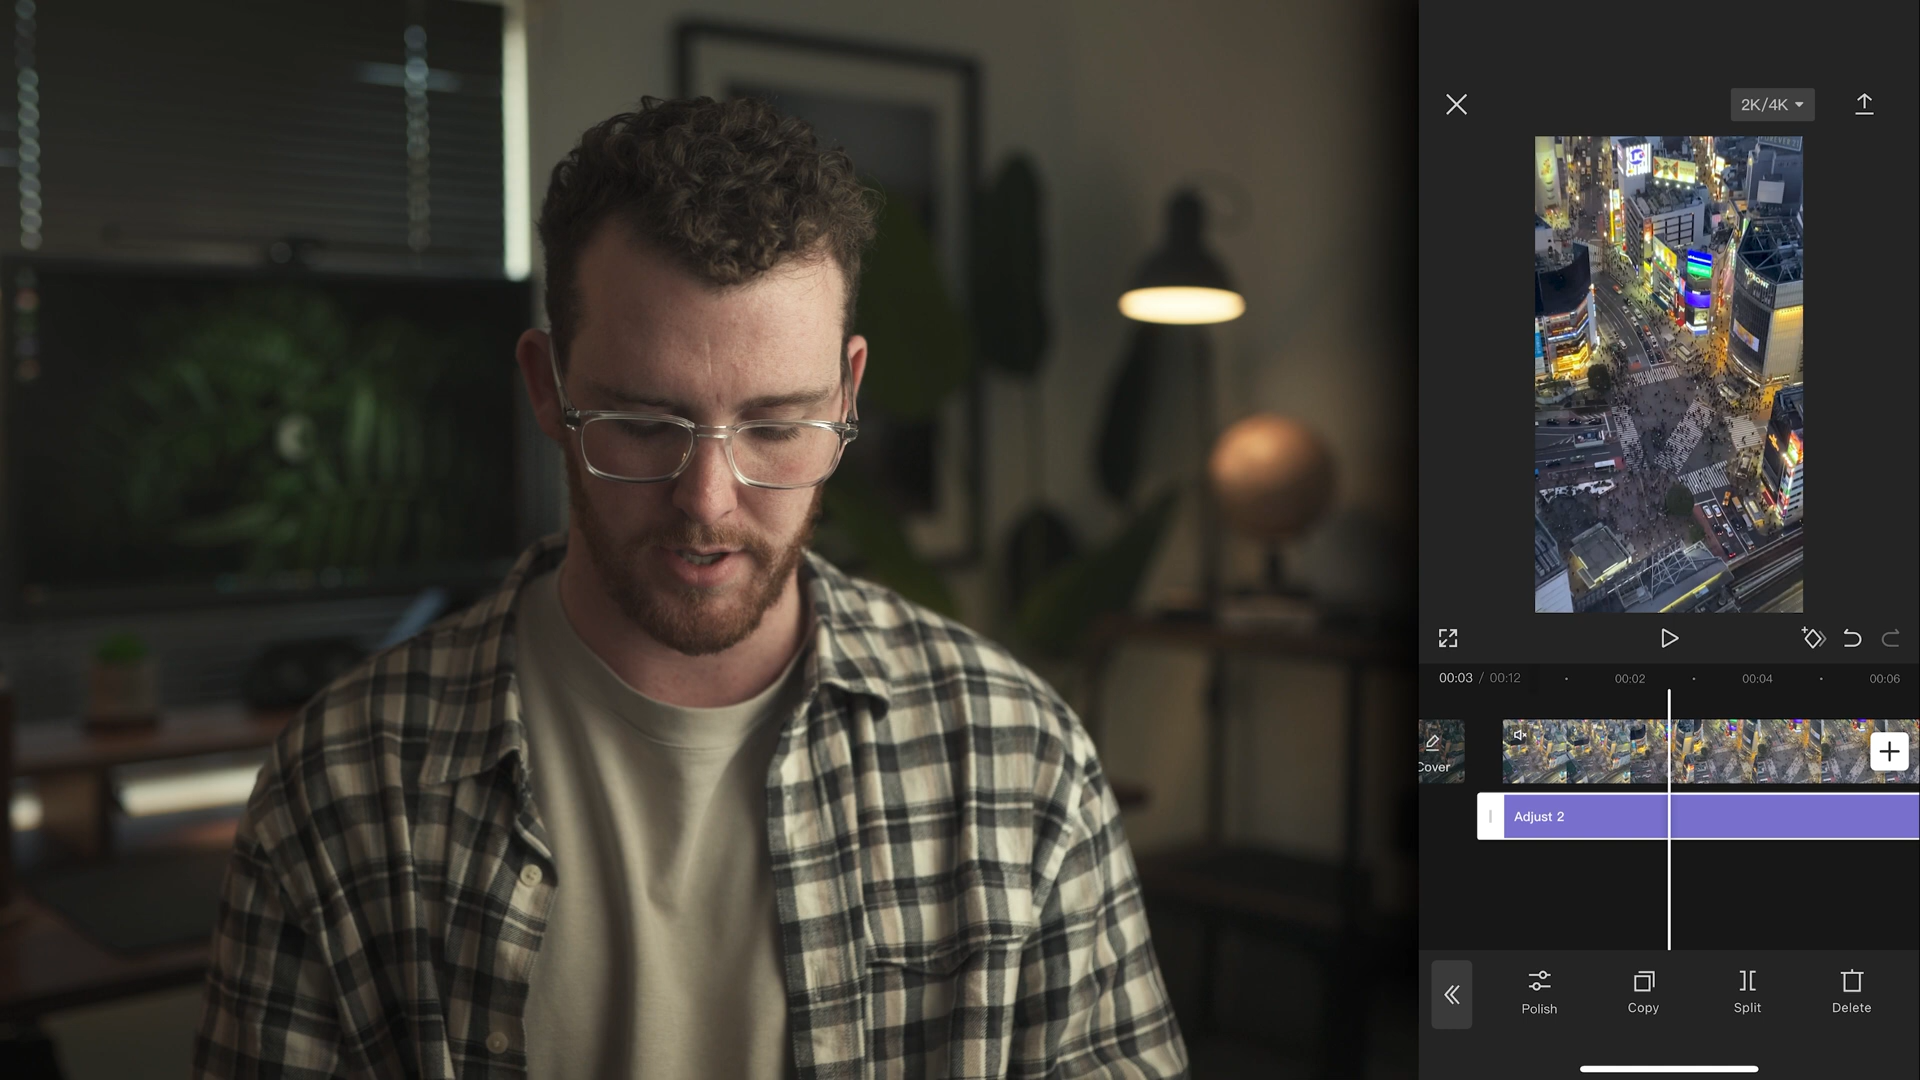 2K/4K
00:03 / 00:12
00:02
00:04
00:06
Cover
Adjust 2
Polish
Copy
Split
Delete